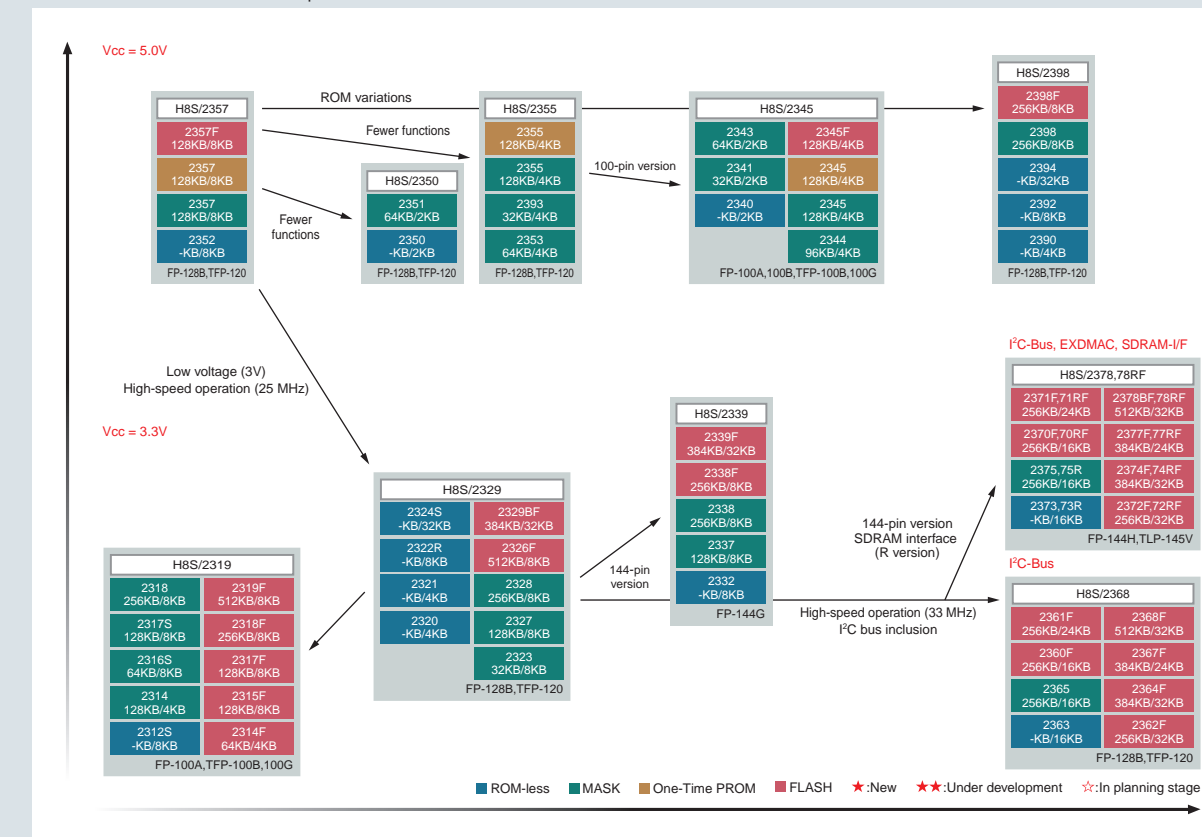 Vcc = 5.0V
H8S/2357
2357F
128KB/8KB
2357
128KB/8KB
2357
128KB/8KB
2352
-KB/8KB
FP-128B,TFP-120
ROM variations
Fewer functions
Fewer
functions
H8S/2350
2351
64KB/2KB
2350
-KB/2KB
FP-128B,TFP-120
H8S/2355
2355
128KB/4KB
2355
128KB/4KB
2393
32KB/4KB
2353
64KB/4KB
FP-128B,TFP-120
100-pin version
H8S/2345
2343
64KB/2KB
2345F
128KB/4KB
2341
32KB/2KB
2345
128KB/4KB
2340
-KB/2KB
2345
128KB/4KB
2344
96KB/4KB
FP-100A,100B,TFP-100B,100G
H8S/2398
2398F
256KB/8KB
2398
256KB/8KB
2394
-KB/32KB
2392
-KB/8KB
2390
-KB/4KB
FP-128B,TFP-120
Low voltage (3V)
High-speed operation (25 MHz)
Vcc = 3.3V
H8S/2319
2318
256KB/8KB
2319F
512KB/8KB
2317S
128KB/8KB
2318F
256KB/8KB
2316S
64KB/8KB
2317F
128KB/8KB
2314
128KB/4KB
2315F
128KB/8KB
2312S
-KB/8KB
2314F
64KB/4KB
FP-100A,TFP-100B,100G
H8S/2329
2324S
-KB/32KB
2329BF
384KB/32KB
2322R
-KB/8KB
2326F
512KB/8KB
2321
-KB/4KB
2328
256KB/8KB
2320
-KB/4KB
2327
128KB/8KB
2323
32KB/8KB
FP-128B,TFP-120
144-pin
version
H8S/2339
2339F
384KB/32KB
2338F
256KB/8KB
2338
256KB/8KB
2337
128KB/8KB
2332
-KB/8KB
FP-144G
144-pin version
SDRAM interface
(R version)
High-speed operation (33 MHz)
I²C bus inclusion
I²C-Bus, EXDMAC, SDRAM-I/F
H8S/2378,78RF
2371F,71RF
256KB/24KB
2378BF,78RF
512KB/32KB
2370F,70RF
256KB/16KB
2377F,77RF
384KB/24KB
2375,75R
256KB/16KB
2374F,74RF
384KB/32KB
2373,73R
-KB/16KB
2372F,72RF
256KB/32KB
FP-144H,TLP-145V
I²C-Bus
H8S/2368
2361F
256KB/24KB
2368F
512KB/32KB
2360F
256KB/16KB
2367F
384KB/24KB
2365
256KB/16KB
2364F
384KB/32KB
2363
-KB/16KB
2362F
256KB/32KB
FP-128B,TFP-120
ROM-less MASK One-Time PROM FLASH ★:New ★★:Under development ☆:In planning stage